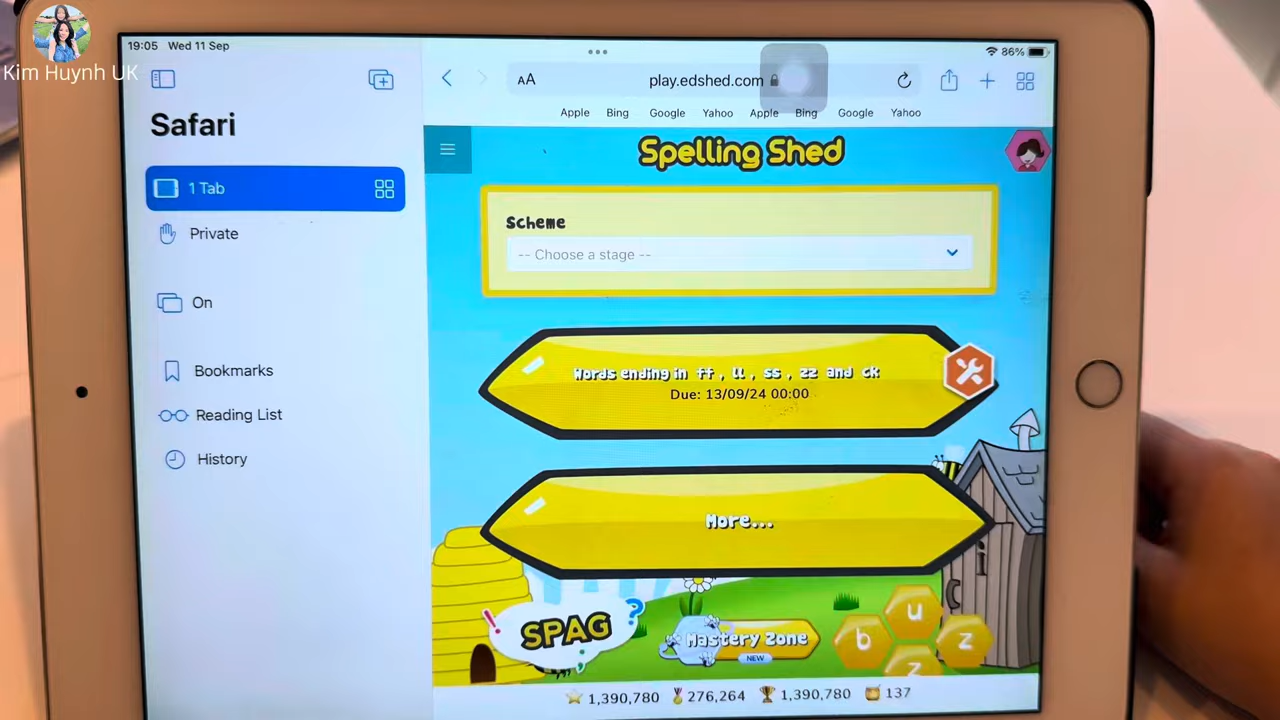 Kim Huynh UK
19:05 Wed 11 Sep
86%
Safari
1 Tab
Private
On
Bookmarks
Reading List
History
AA
play.edshed.com
Apple Bing Google Yahoo Apple Bing Google Yahoo
Spelling Shed
Scheme
-- Choose a stage --
Words ending in ff, ll, ss, zz and ck
Due: 13/09/24 00:00
More...
! SPAG ? ;
Mastery Zone
NEW
b u z z
1,390,780 276,264 1,390,780 137